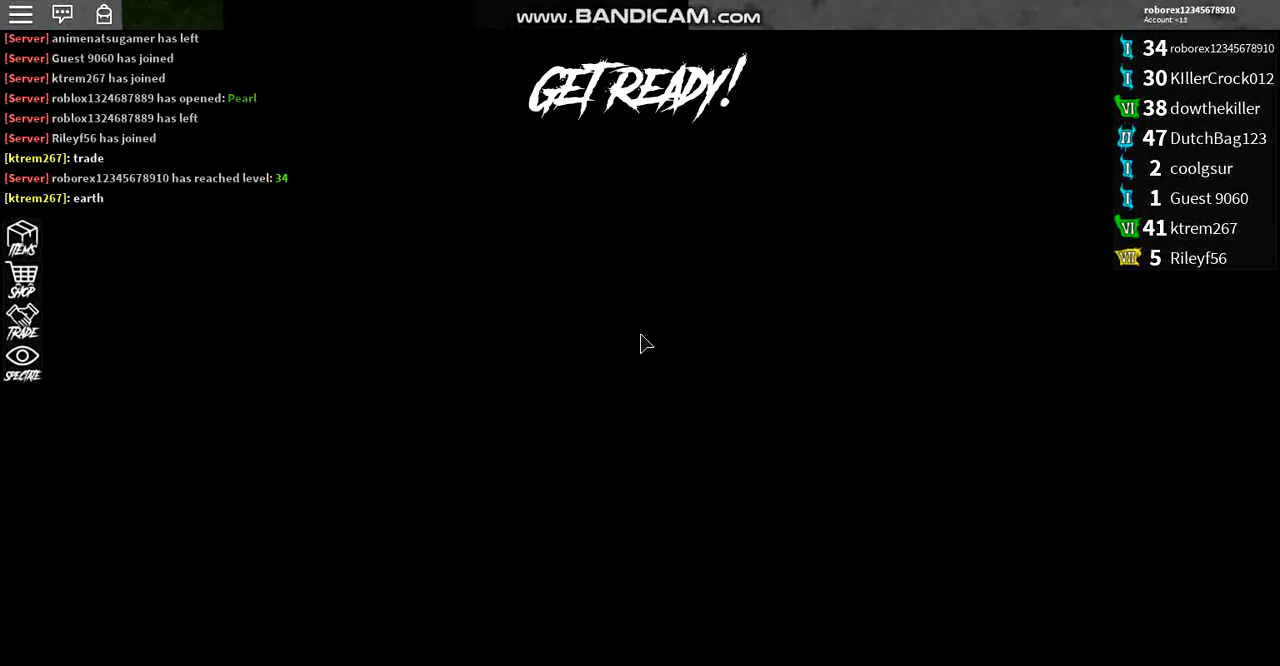 www.BANDICAM.com
roborex12345678910
Account: <13
[Server] animenatsugamer has left
[Server] Guest 9060 has joined
[Server] ktrem267 has joined
[Server] roblox1324687889 has opened: Pearl
[Server] roblox1324687889 has left
[Server] Rileyf56 has joined
[ktrem267]: trade
[Server] roborex12345678910 has reached level: 34
[ktrem267]: earth
GET READY!
ITEMS
SHOP
TRADE
SPECTATE
I 34 roborex12345678910
I 30 KIllerCrock012
VI 38 dowthekiller
II 47 DutchBag123
I 2 coolgsur
I 1 Guest 9060
VI 41 ktrem267
VII 5 Rileyf56